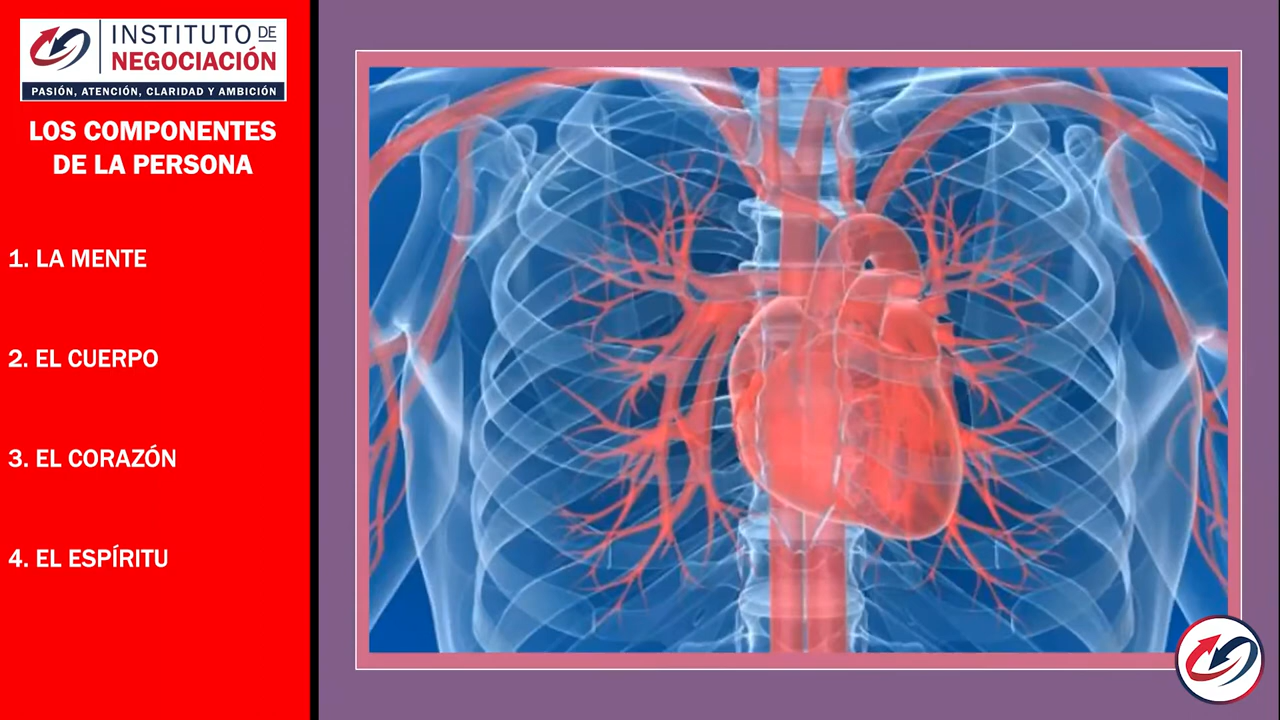 INSTITUTO DE
NEGOCIACIÓN
PASIÓN, ATENCIÓN, CLARIDAD Y AMBICIÓN
LOS COMPONENTES
DE LA PERSONA
1. LA MENTE
2. EL CUERPO
3. EL CORAZÓN
4. EL ESPÍRITU